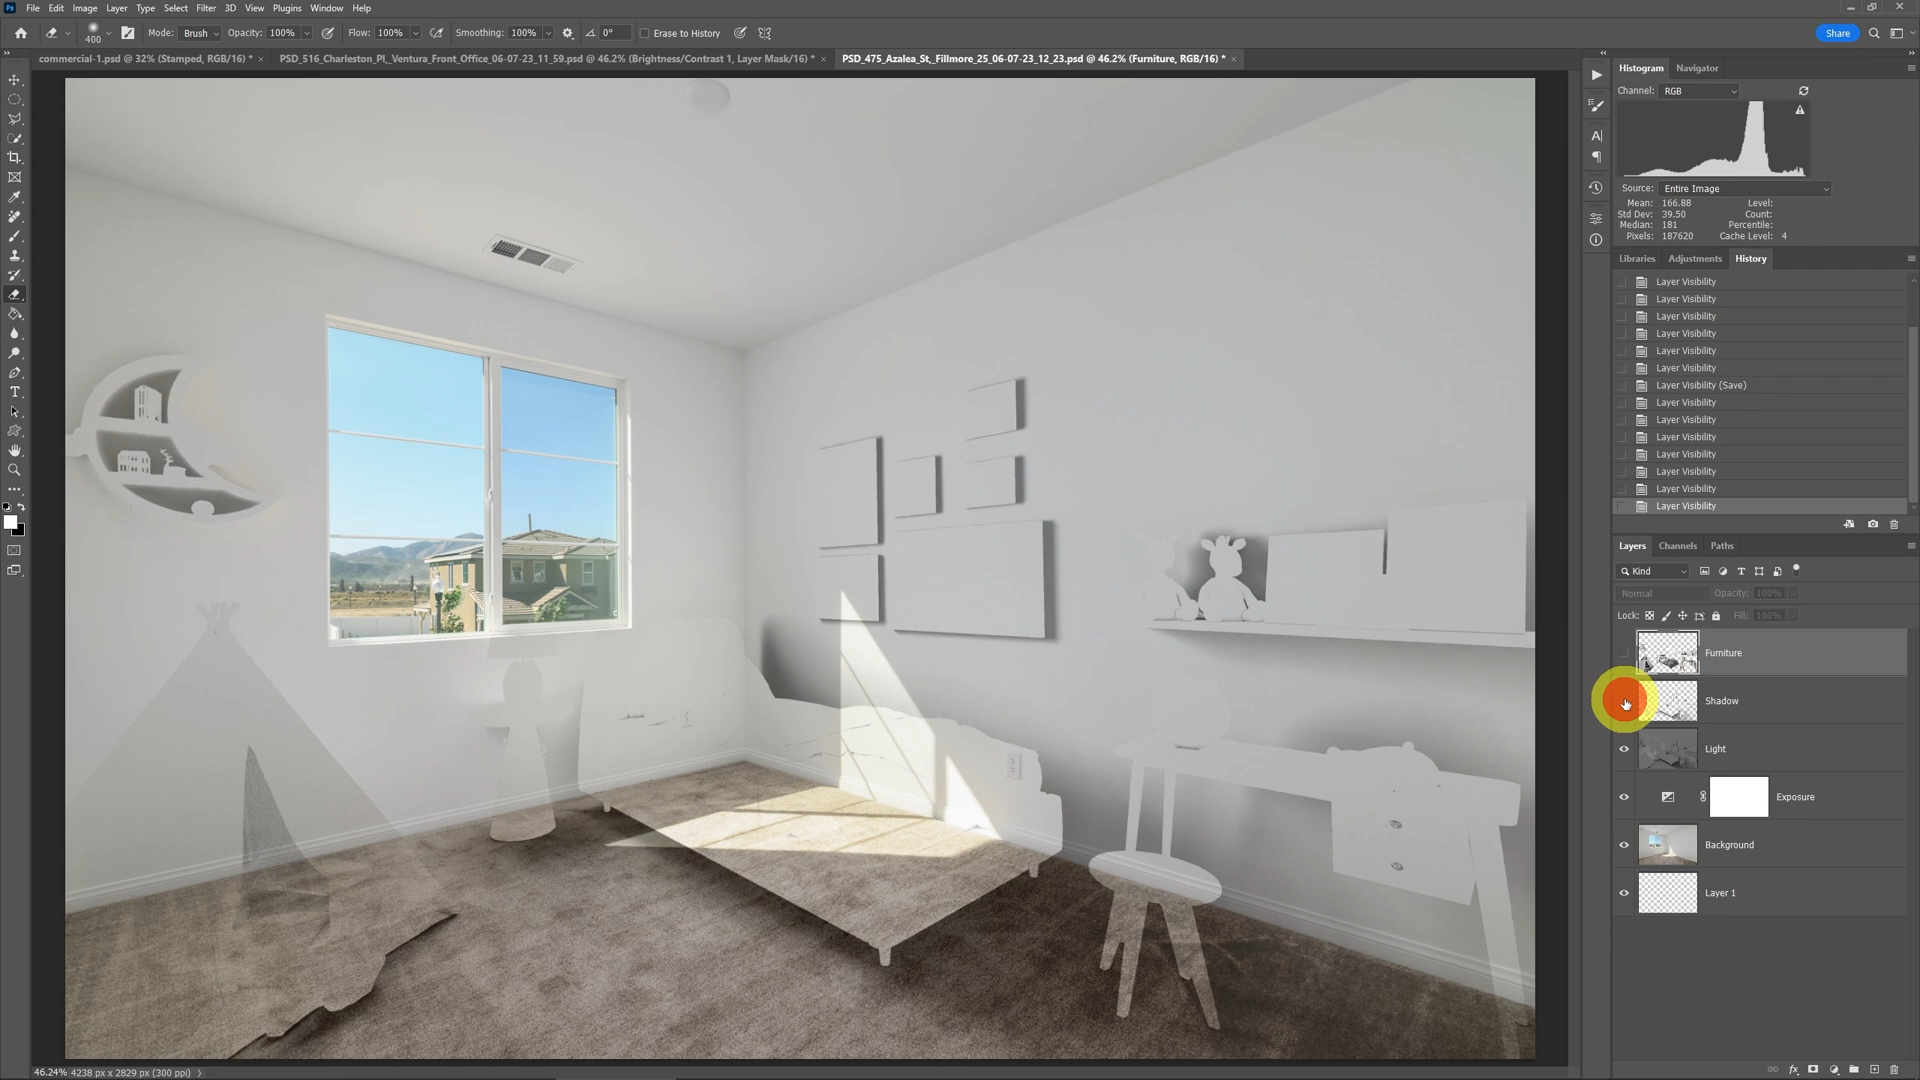 Ps File Edit Image Layer Type Select Filter 3D View Plugins Window Help
400 Mode: Brush Opacity: 100% Flow: 100% Smoothing: 100% 0° Erase to History Share
commercial-1.psd @ 32% (Stamped, RGB/16) * × PSD_516_Charleston_Pl,_Ventura_Front_Office_06-07-23_11_59.psd @ 46.2% (Brightness/Contrast 1, Layer Mask/16) * × PSD_475_Azalea_St,_Fillmore_25_06-07-23_12_23.psd @ 46.2% (Furniture, RGB/16) * ×
Histogram Navigator
Channel: RGB
Source: Entire Image
Mean: 166.88 Level:
Std Dev: 39.50 Count:
Median: 181 Percentile:
Pixels: 187620 Cache Level: 4
Libraries Adjustments History
Layer Visibility
Layer Visibility
Layer Visibility
Layer Visibility
Layer Visibility
Layer Visibility
Layer Visibility (Save)
Layer Visibility
Layer Visibility
Layer Visibility
Layer Visibility
Layer Visibility
Layer Visibility
Layer Visibility
Layers Channels Paths
Kind
Normal Opacity: 100%
Lock: Fill: 100%
Furniture
Shadow
Light
Exposure
Background
Layer 1
46.24% 4238 px x 2829 px (300 ppi)